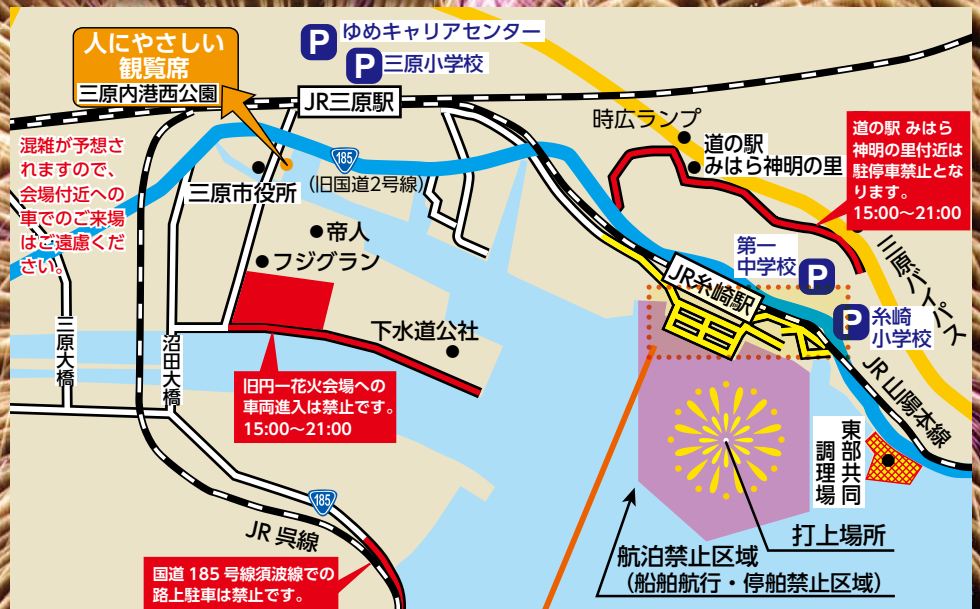 P ゆめキャリアセンター
P 三原小学校
人にやさしい
観覧席
三原内港西公園
JR三原駅
混雑が予想さ
れますので、
会場付近への
車でのご来場
はご遠慮くだ
さい。
185
(旧国道2号線)
三原市役所
帝人
フジグラン
下水道公社
時広ランプ
道の駅
みはら神明の里
道の駅 みはら
神明の里付近は
駐停車禁止とな
ります。
15:00〜21:00
三原バイパス
第一
中学校
P
JR糸崎駅
P
糸崎
小学校
JR山陽本線
三原大橋
沼田大橋
旧円一花火会場への
車両進入は禁止です。
15:00〜21:00
東部共同
調理場
打上場所
航泊禁止区域
（船舶航行・停舶禁止区域）
185
JR呉線
国道185号線須波線での
路上駐車は禁止です。